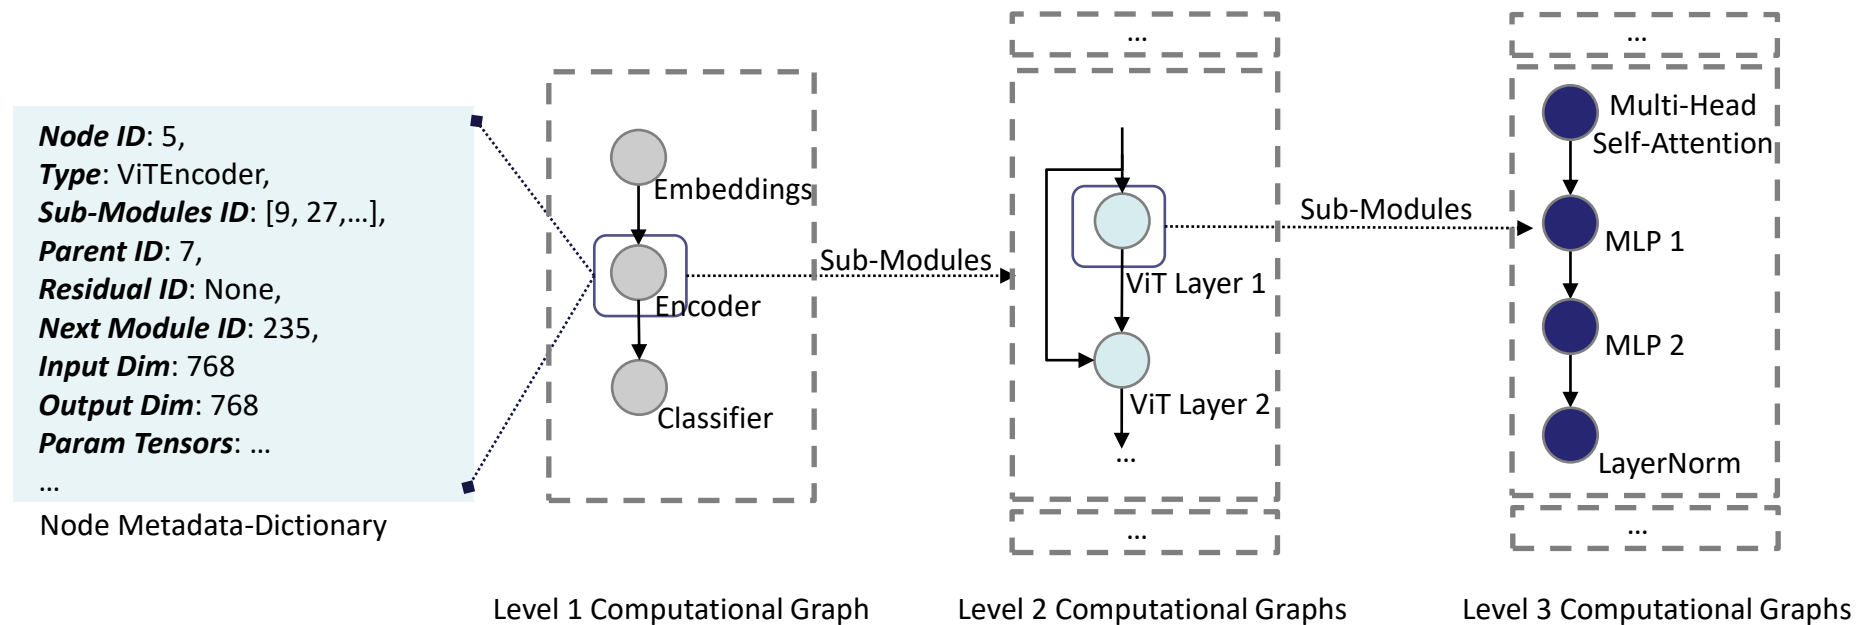 Node ID: 5,
Type: ViTEncoder,
Sub-Modules ID: [9, 27,...],
Parent ID: 7,
Residual ID: None,
Next Module ID: 235,
Input Dim: 768
Output Dim: 768
Param Tensors: ...
...
Node Metadata-Dictionary
Embeddings
Encoder
Classifier
Level 1 Computational Graph
Sub-Modules
...
ViT Layer 1
ViT Layer 2
...
...
Level 2 Computational Graphs
Sub-Modules
...
Multi-Head
Self-Attention
MLP 1
MLP 2
LayerNorm
...
Level 3 Computational Graphs